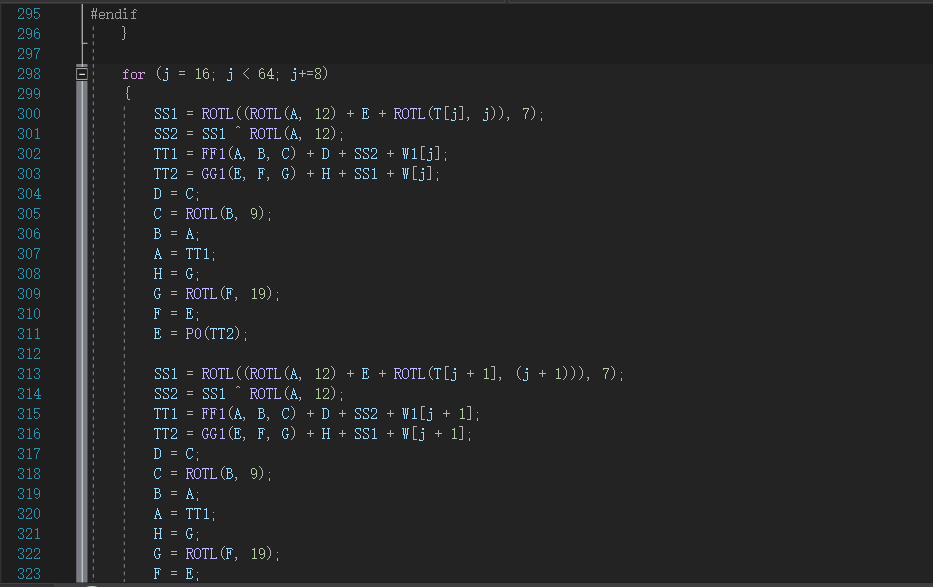 295 #endif
296 }
297
298 for (j = 16; j < 64; j+=8)
299 {
300 SS1 = ROTL((ROTL(A, 12) + E + ROTL(T[j], j)), 7);
301 SS2 = SS1 ^ ROTL(A, 12);
302 TT1 = FF1(A, B, C) + D + SS2 + W1[j];
303 TT2 = GG1(E, F, G) + H + SS1 + W[j];
304 D = C;
305 C = ROTL(B, 9);
306 B = A;
307 A = TT1;
308 H = G;
309 G = ROTL(F, 19);
310 F = E;
311 E = P0(TT2);
312
313 SS1 = ROTL((ROTL(A, 12) + E + ROTL(T[j + 1], (j + 1))), 7);
314 SS2 = SS1 ^ ROTL(A, 12);
315 TT1 = FF1(A, B, C) + D + SS2 + W1[j + 1];
316 TT2 = GG1(E, F, G) + H + SS1 + W[j + 1];
317 D = C;
318 C = ROTL(B, 9);
319 B = A;
320 A = TT1;
321 H = G;
322 G = ROTL(F, 19);
323 F = E;